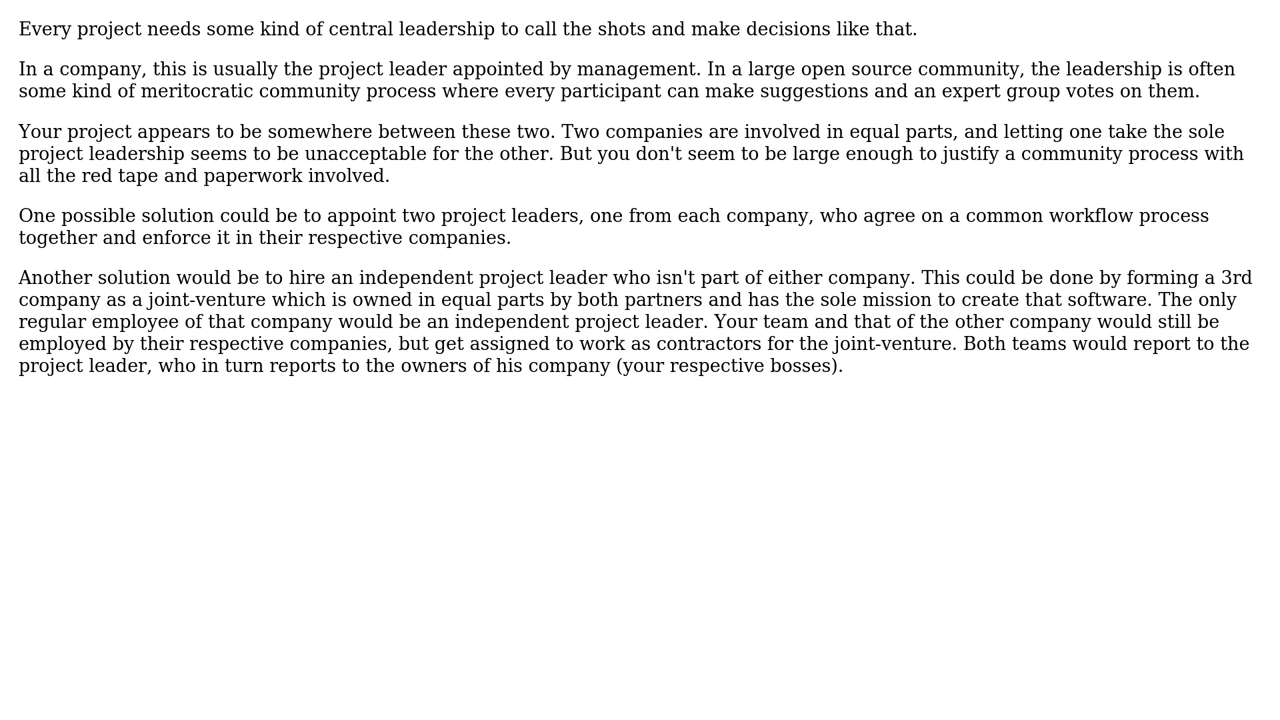 Every project needs some kind of central leadership to call the shots and make decisions like that.
In a company, this is usually the project leader appointed by management. In a large open source community, the leadership is often
some kind of meritocratic community process where every participant can make suggestions and an expert group votes on them.
Your project appears to be somewhere between these two. Two companies are involved in equal parts, and letting one take the sole
project leadership seems to be unacceptable for the other. But you don't seem to be large enough to justify a community process with
all the red tape and paperwork involved.
One possible solution could be to appoint two project leaders, one from each company, who agree on a common workflow process
together and enforce it in their respective companies.
Another solution would be to hire an independent project leader who isn't part of either company. This could be done by forming a 3rd
company as a joint-venture which is owned in equal parts by both partners and has the sole mission to create that software. The only
regular employee of that company would be an independent project leader. Your team and that of the other company would still be
employed by their respective companies, but get assigned to work as contractors for the joint-venture. Both teams would report to the
project leader, who in turn reports to the owners of his company (your respective bosses).